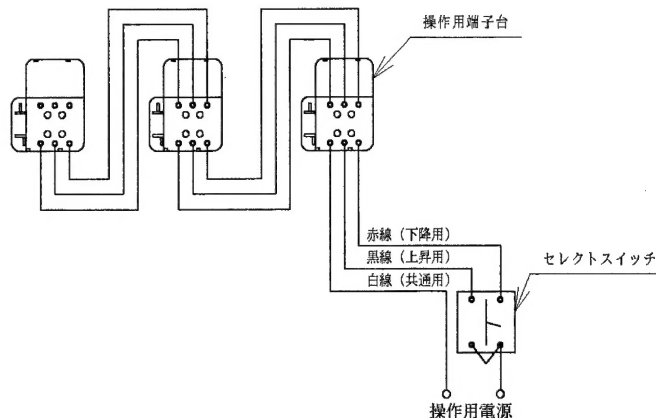 操作用端子台
赤線（下降用）
黒線（上昇用）
白線（共通用）
セレクトスイッチ
操作用電源